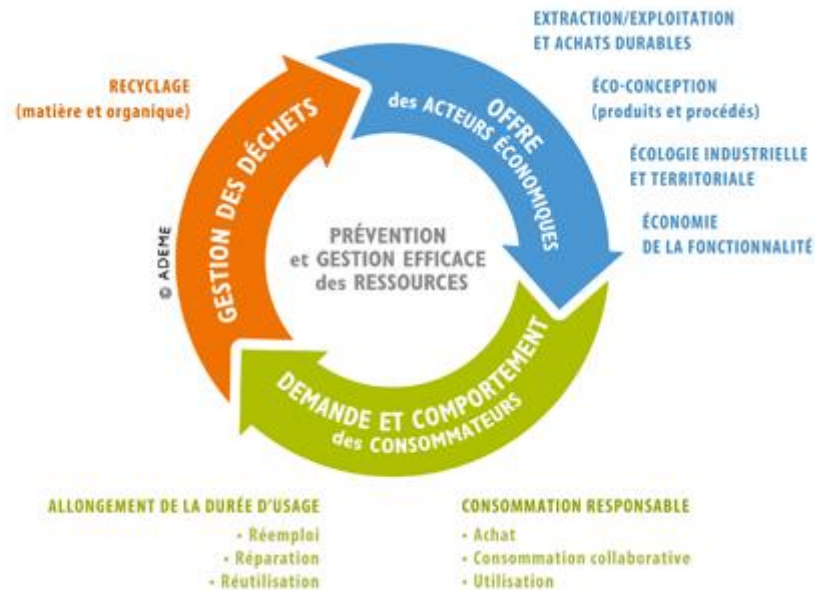 EXTRACTION/EXPLOITATION
ET ACHATS DURABLES
RECYCLAGE
(matière et organique)
ÉCO-CONCEPTION
(produits et procédés)
ÉCOLOGIE INDUSTRIELLE
ET TERRITORIALE
ÉCONOMIE
DE LA FONCTIONNALITÉ
OFFRE
des ACTEURS ÉCONOMIQUES
GESTION DES DÉCHETS
PRÉVENTION
et GESTION EFFICACE
des RESSOURCES
© ADEME
DEMANDE ET COMPORTEMENT
des CONSOMMATEURS
ALLONGEMENT DE LA DURÉE D'USAGE
• Réemploi
• Réparation
• Réutilisation
CONSOMMATION RESPONSABLE
• Achat
• Consommation collaborative
• Utilisation